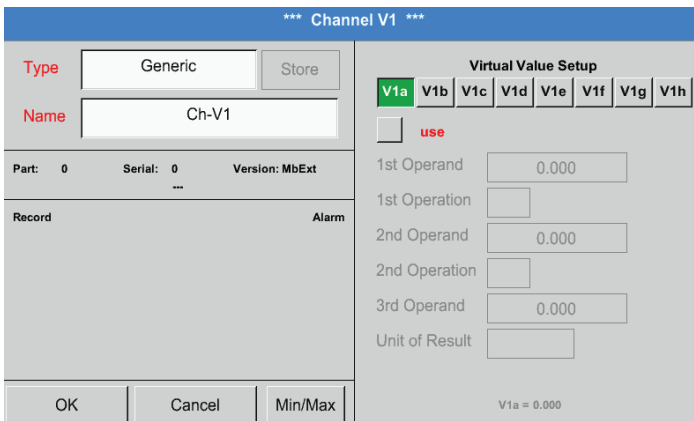 *** Channel V1 ***
Type Generic Store
Name Ch-V1
Part: 0 Serial: 0 Version: MbExt
---
Record Alarm
OK Cancel Min/Max
Virtual Value Setup
V1a V1b V1c V1d V1e V1f V1g V1h
use
1st Operand 0.000
1st Operation
2nd Operand 0.000
2nd Operation
3rd Operand 0.000
Unit of Result
V1a = 0.000